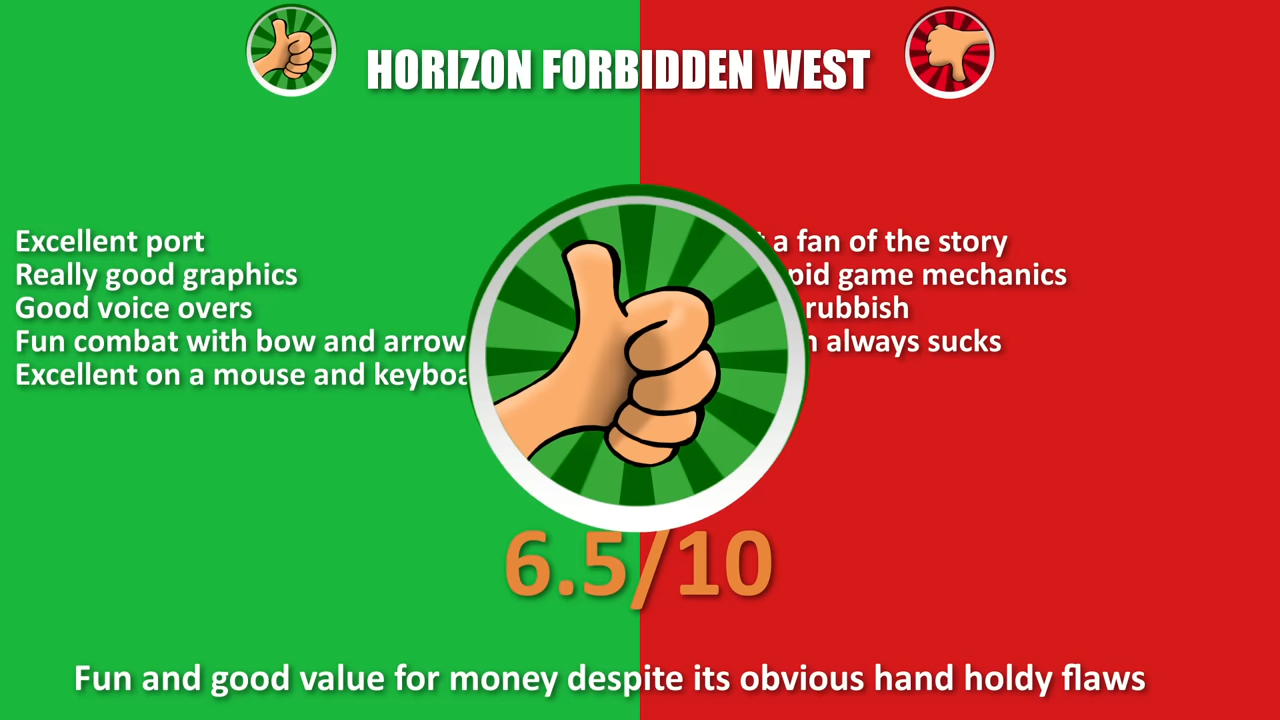 HORIZON FORBIDDEN WEST
Excellent port
Really good graphics
Good voice overs
Fun combat with bow and arrow
Excellent on a mouse and
a fan of the story
game mechanics
rubbish
always sucks
6.5/10
Fun and good value for money despite its obvious hand holdy flaws